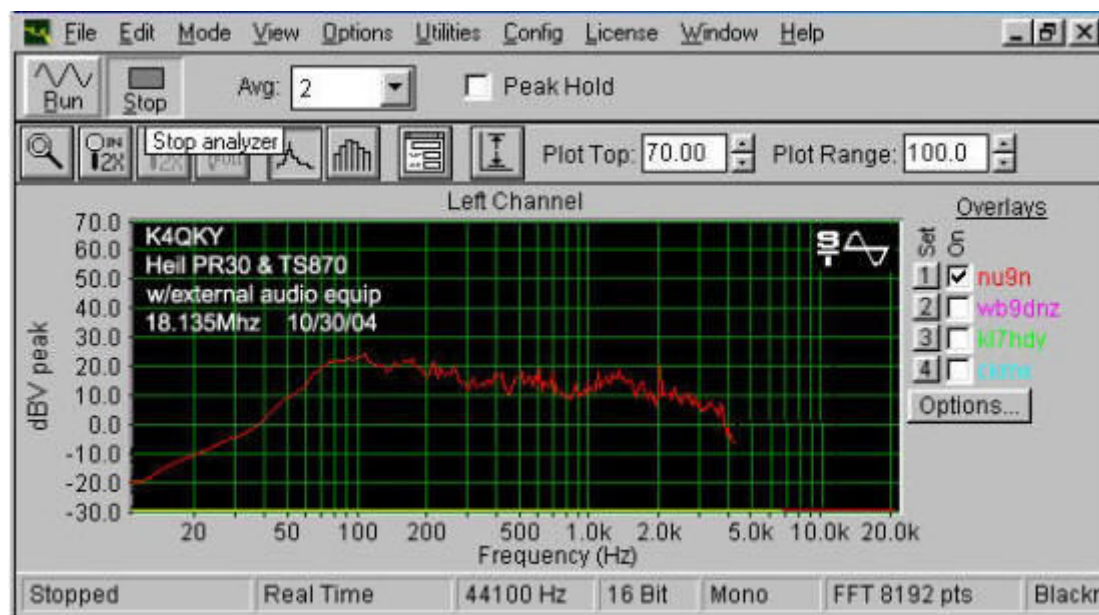 File Edit Mode View Options Utilities Config License Window Help
Run Stop Avg: 2 Peak Hold
Stop analyzer
IN 2X Plot Top: 70.00 Plot Range: 100.0
Left Channel
Overlays
Set On
K4QKY
Heil PR30 & TS870
w/external audio equip
18.135Mhz 10/30/04
1 nu9n
2 wb9dnz
3 kl7hdy
4
Options...
dBV peak
70.0
60.0
50.0
40.0
30.0
20.0
10.0
0.0
-10.0
-20.0
-30.0
20 50 100 200 500 1.0k 2.0k 5.0k 10.0k 20.0k
Frequency (Hz)
Stopped Real Time 44100 Hz 16 Bit Mono FFT 8192 pts Blackr